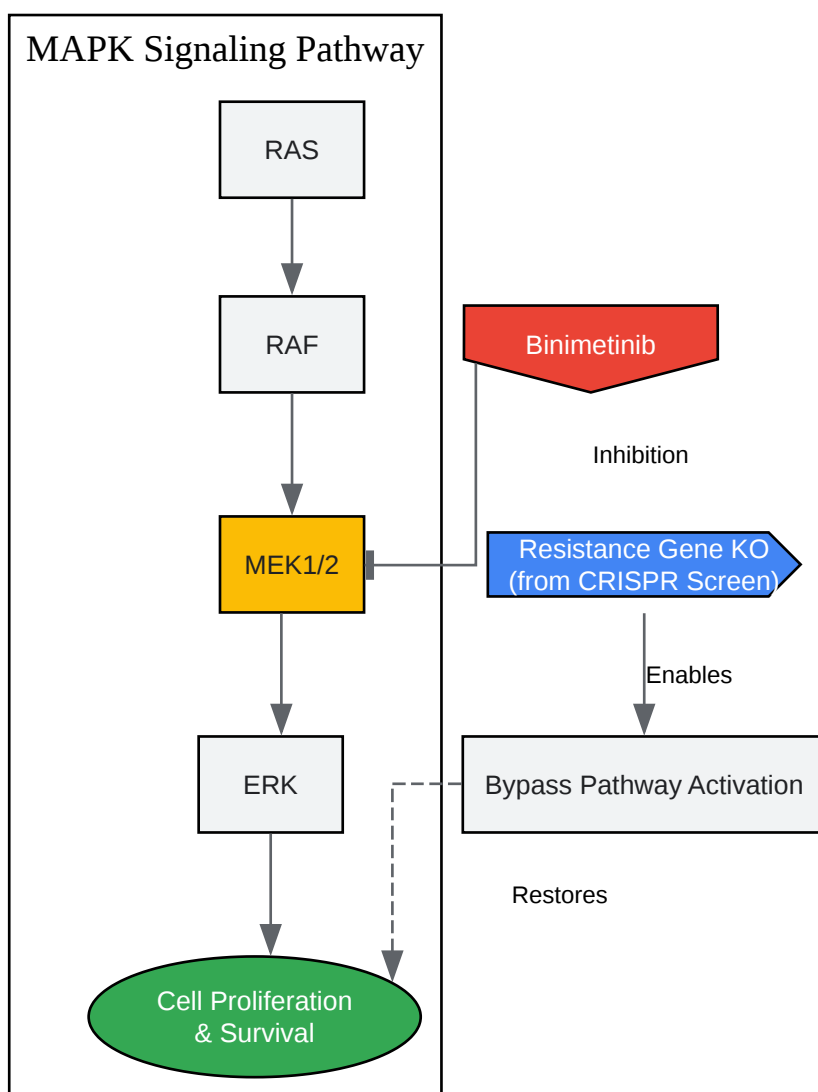 MAPK Signaling Pathway
RAS
RAF
Binimetinib
Inhibition
MEK1/2
Resistance Gene KO
(from CRISPR Screen)
Enables
ERK
Bypass Pathway Activation
Restores
Cell Proliferation
& Survival